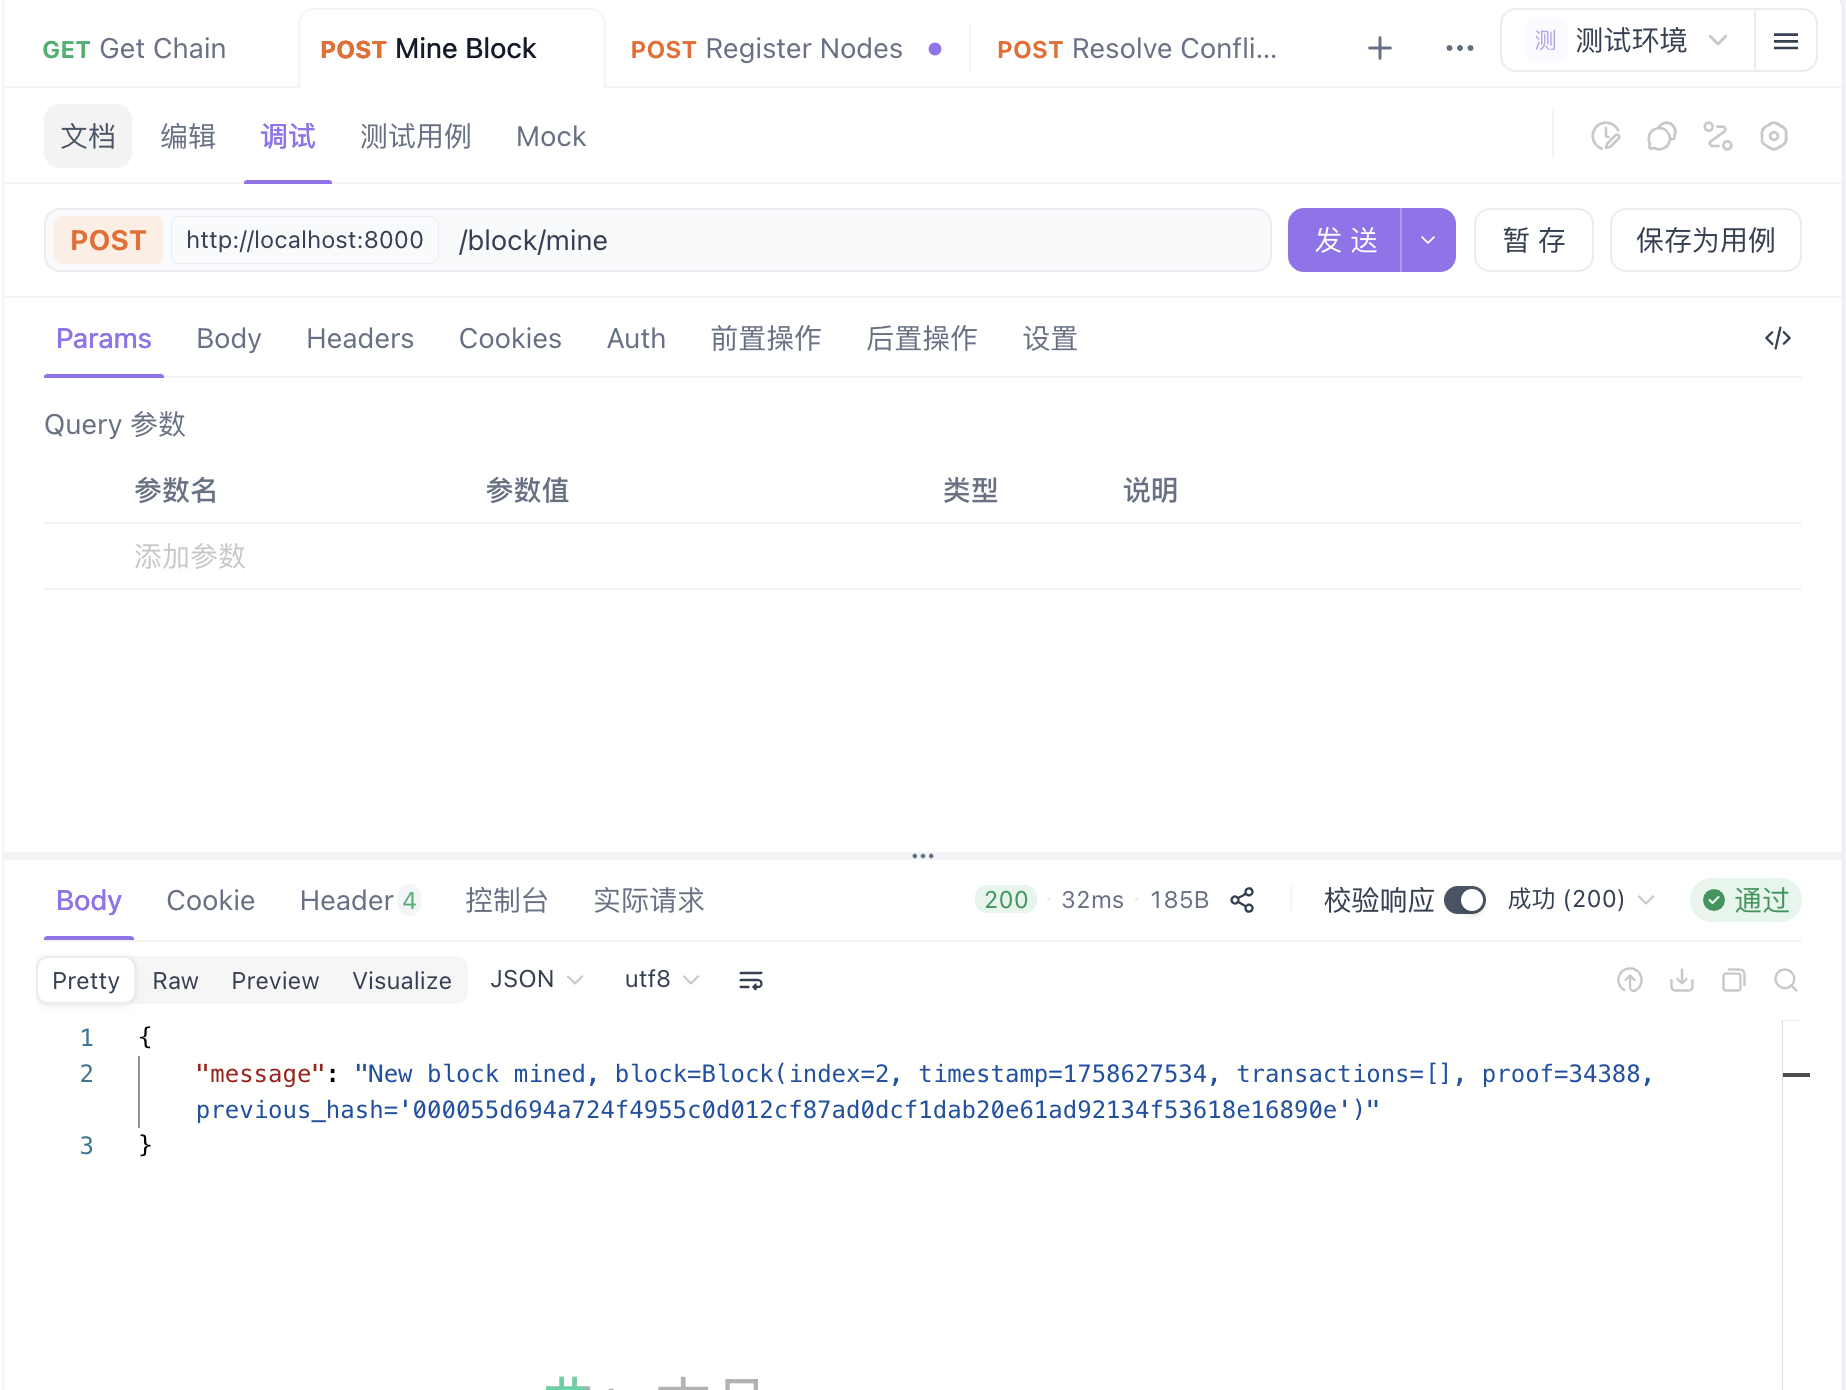 GET Get Chain
POST Mine Block
POST Register Nodes
POST Resolve Confli...
测 测试环境
文档 编辑 调试 测试用例 Mock
POST http://localhost:8000 /block/mine
发 送
暂 存
保存为用例
Params Body Headers Cookies Auth 前置操作 后置操作 设置
Query 参数
参数名 参数值 类型 说明
添加参数
Body Cookie Header 4 控制台 实际请求
200 · 32ms · 185B
校验响应 成功 (200) 通过
Pretty Raw Preview Visualize JSON utf8
1 {
2 "message": "New block mined, block=Block(index=2, timestamp=1758627534, transactions=[], proof=34388,
previous_hash='000055d694a724f4955c0d012cf87ad0dcf1dab20e61ad92134f53618e16890e')"
3 }